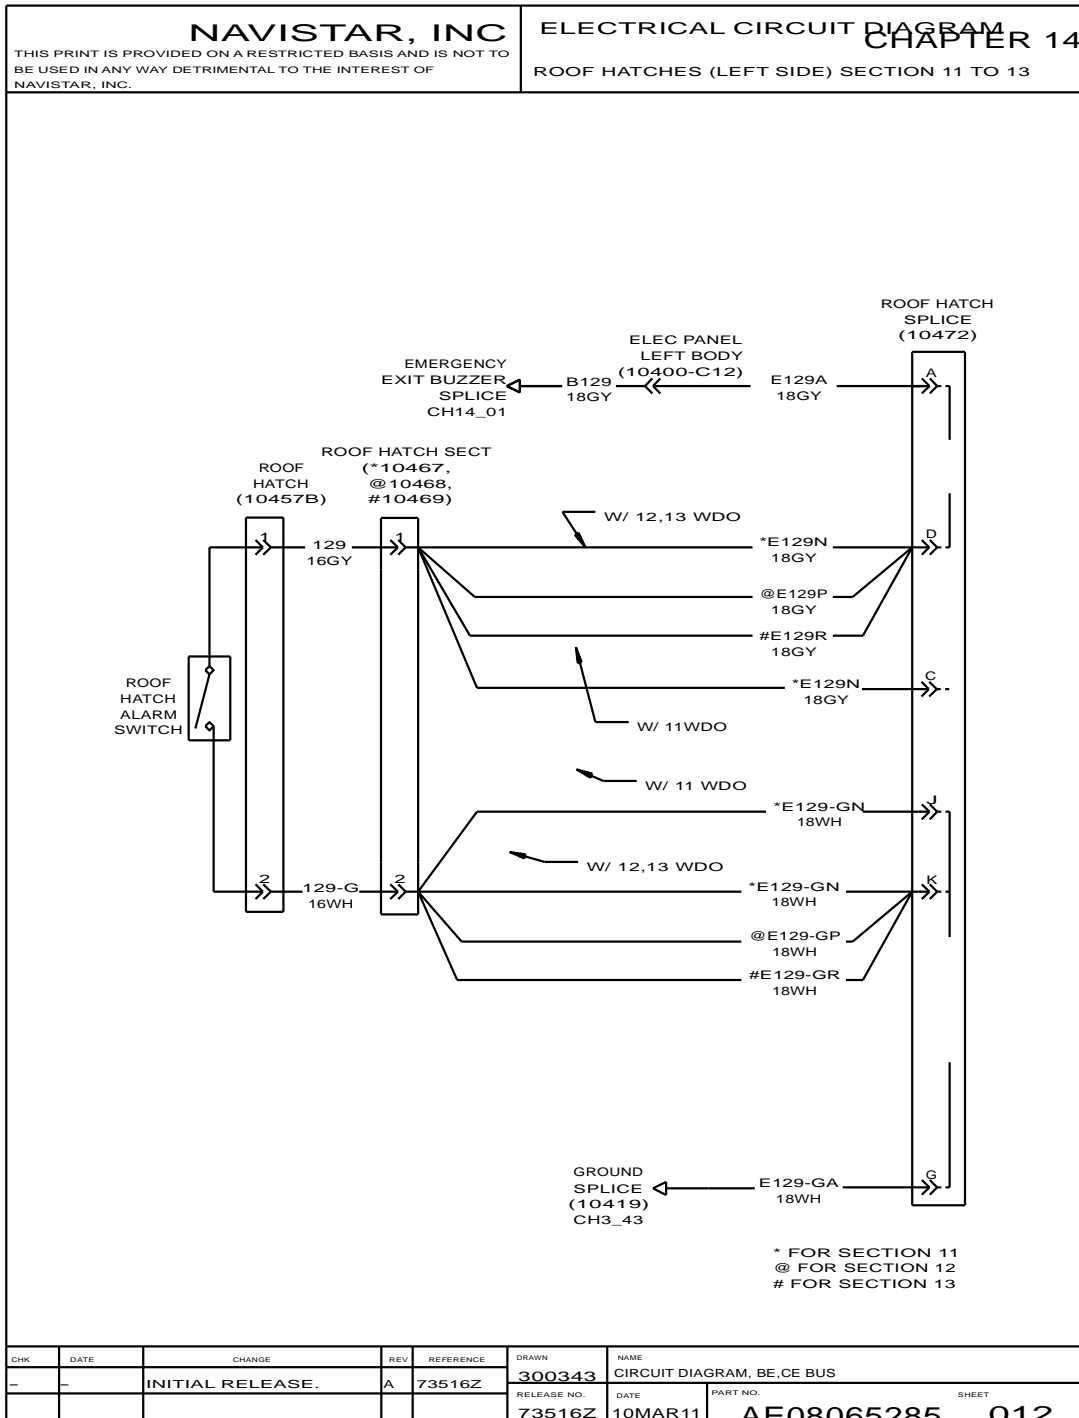 NAVISTAR, INC
THIS PRINT IS PROVIDED ON A RESTRICTED BASIS AND IS NOT TO
BE USED IN ANY WAY DETRIMENTAL TO THE INTEREST OF
NAVISTAR, INC.
ELECTRICAL CIRCUIT DIAGRAM
CHAPTER 14
ROOF HATCHES (LEFT SIDE) SECTION 11 TO 13
ROOF HATCH
SPLICE
(10472)
ELEC PANEL
LEFT BODY
(10400-C12)
EMERGENCY
EXIT BUZZER
SPLICE
CH14_01
B129
18GY
E129A
18GY
A
ROOF HATCH SECT
(*10467,
@10468,
#10469)
ROOF
HATCH
(10457B)
W/ 12,13 WDO
1
129
16GY
1
*E129N
18GY
D
@E129P
18GY
#E129R
18GY
*E129N
18GY
C
ROOF
HATCH
ALARM
SWITCH
W/ 11WDO
W/ 11 WDO
*E129-GN
18WH
J
W/ 12,13 WDO
2
129-G
16WH
2
*E129-GN
18WH
K
@E129-GP
18WH
#E129-GR
18WH
GROUND
SPLICE
(10419)
CH3_43
E129-GA
18WH
G
* FOR SECTION 11
@ FOR SECTION 12
# FOR SECTION 13
CHK DATE CHANGE REV REFERENCE
– – INITIAL RELEASE. A 73516Z
DRAWN
300343
NAME
CIRCUIT DIAGRAM, BE,CE BUS
RELEASE NO.
73516Z
DATE
10MAR11
PART NO.
AE08065285
SHEET
012